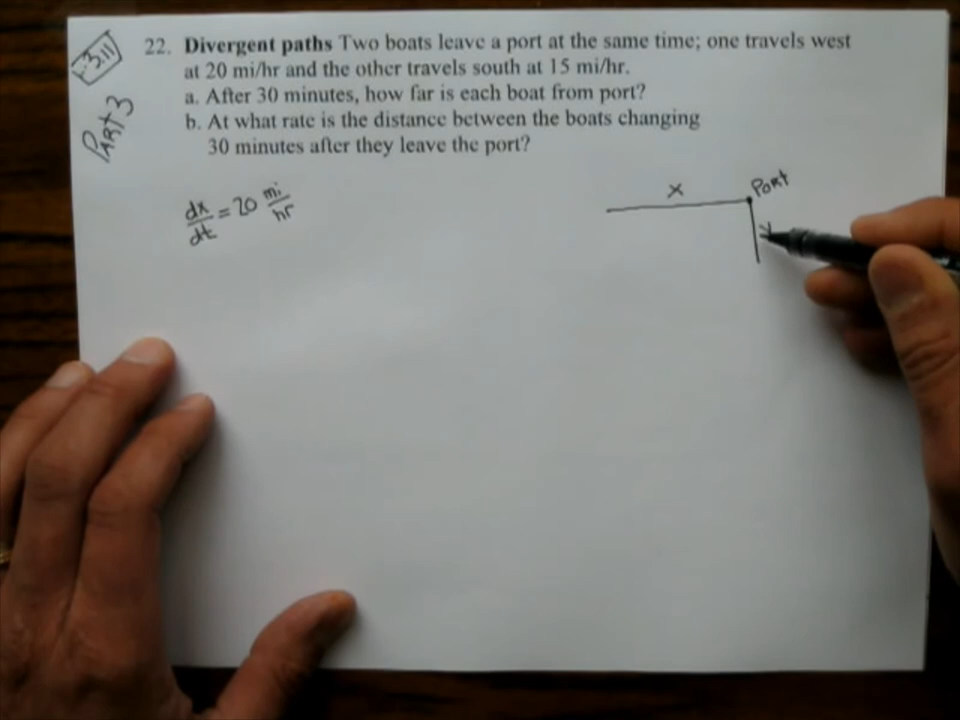 3.11
PART 3
22. Divergent paths Two boats leave a port at the same time; one travels west
at 20 mi/hr and the other travels south at 15 mi/hr.
a. After 30 minutes, how far is each boat from port?
b. At what rate is the distance between the boats changing
30 minutes after they leave the port?
dx/dt = 20 mi/hr
x
Port
y